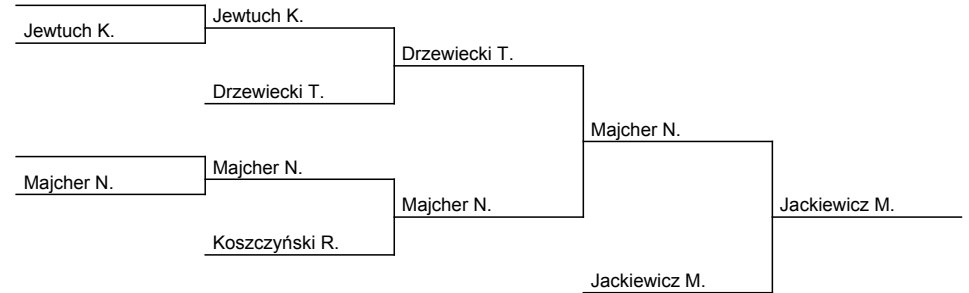 Jewtuch K.
Jewtuch K.
Drzewiecki T.
Drzewiecki T.
Majcher N.
Majcher N.
Majcher N.
Majcher N.
Jackiewicz M.
Koszczyński R.
Jackiewicz M.